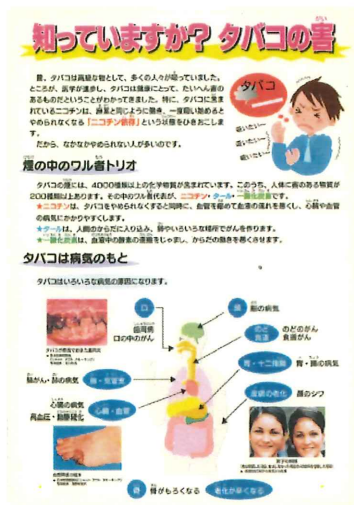 知っていますか? タバコの害
昔、タバコは高級な物として、多くの人々が吸っていました。
ところが、医学が進歩し、タバコは健康にとって、たいへん害の
あるものだということがわかってきました。特に、タバコに含ま
れているニコチンは、麻薬と同じように働き、一度吸い始めると
やめられなくなる「ニコチン依存」という状態をひきおこしま
す。
だから、なかなかやめられない人が多いのです。
タバコ
吸いたい〜
吸いたい〜
吸いたい〜
煙の中のワル者トリオ
タバコの煙には、4000種類以上の化学物質が含まれています。このうち、人体に害のある物質が
200種類以上あります。その中のワル者代表が、ニコチン・タール・一酸化炭素です。
★ニコチンは、タバコをやめられなくすると同時に、血管を縮めて血液の流れを悪くし、心臓や血管
の病気にかかりやすくします。
★タールは、人間のからだに入り込み、肺やいろいろな場所でがんを作ります。
★一酸化炭素は、血液中の酸素の運搬をじゃまし、からだの働きを悪くさせます。
タバコは病気のもと
タバコはいろいろな病気の原因になります。
口
歯周病
口の中のがん
頭
脳の病気
のど
食道
のどのがん
食道がん
肺・気管支
肺がん・肺の病気
胃・十二指腸
胃・腸の病気
心臓・血管
心臓の病気
高血圧・動脈硬化
皮膚の老化
顔のシワ
骨
骨がもろくなる
老化が早くなる